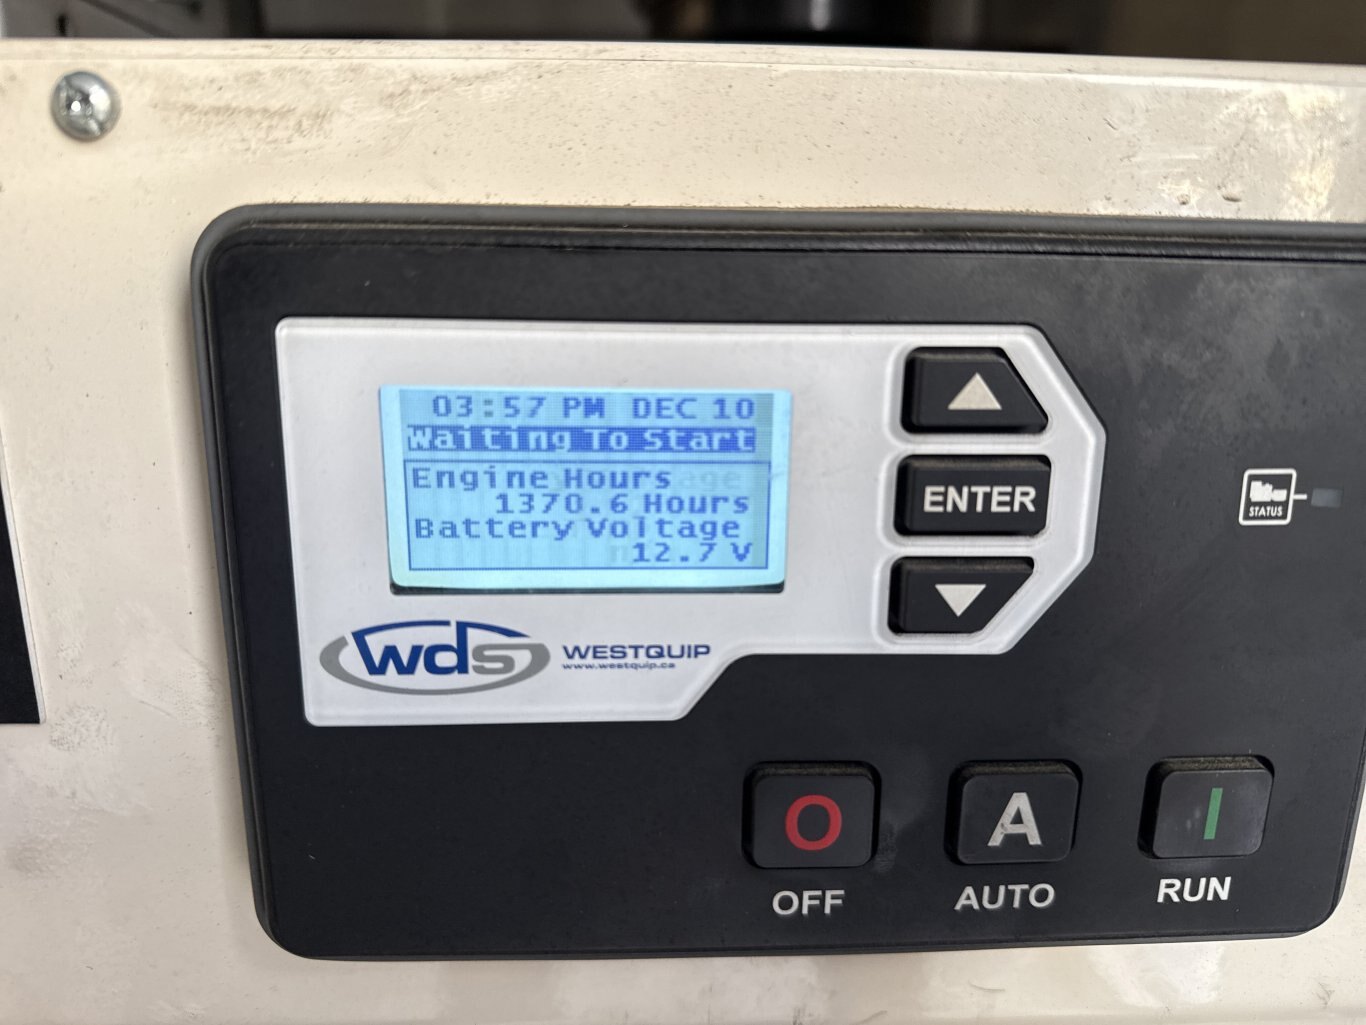 03:57 PM DEC 10
Waiting To Start
Engine Hours
1370.6 Hours
Battery Voltage
12.7 V
ENTER
STATUS
wds WESTQUIP
www.westquip.ca
O A I
OFF AUTO RUN